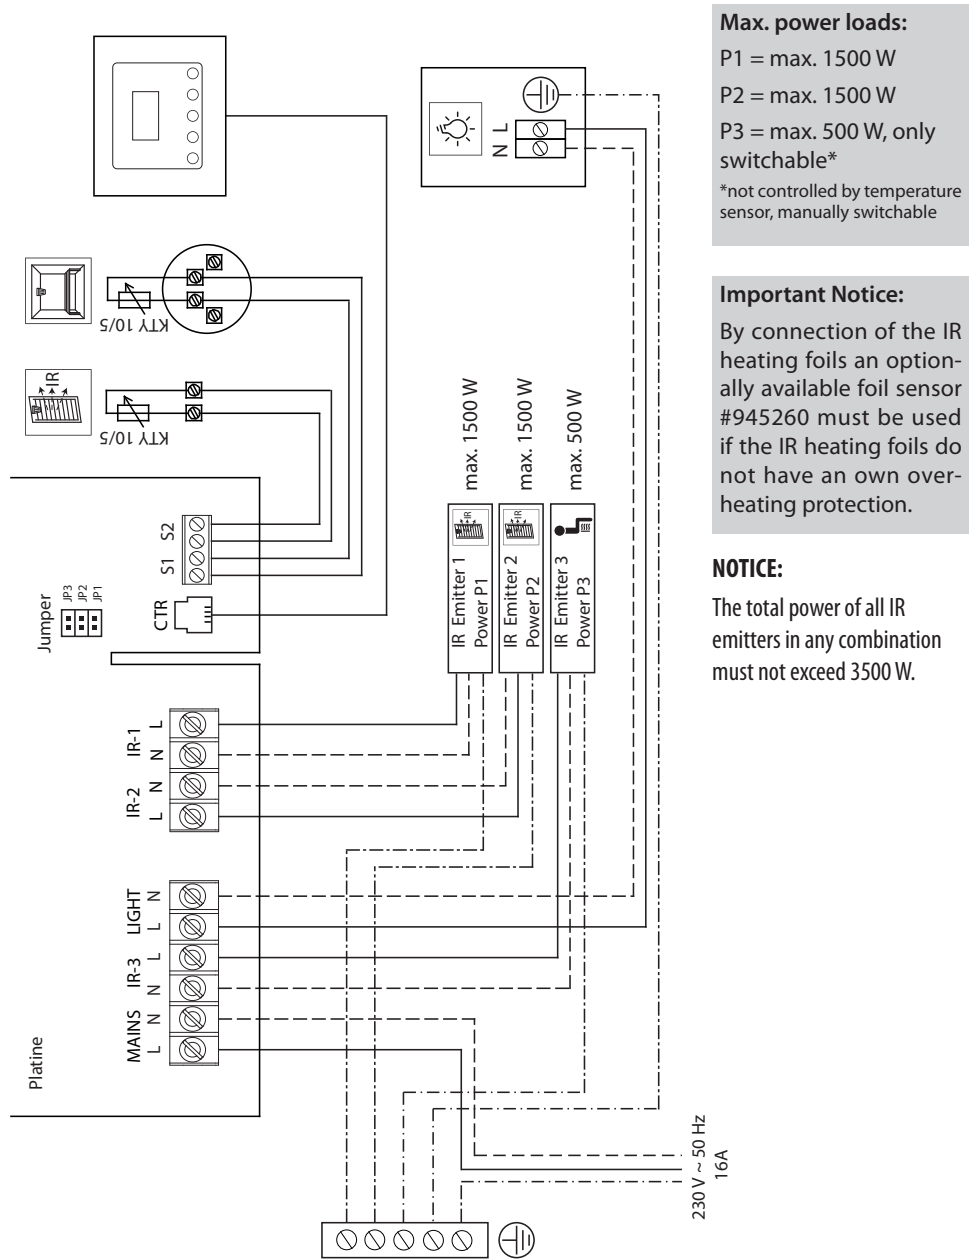 Max. power loads:
P1 = max. 1500 W
P2 = max. 1500 W
P3 = max. 500 W, only
switchable*
*not controlled by temperature
sensor, manually switchable
Important Notice:
By connection of the IR
heating foils an option-
ally available foil sensor
#945260 must be used
if the IR heating foils do
not have an own over-
heating protection.
NOTICE:
The total power of all IR
emitters in any combination
must not exceed 3500 W.
N L
KTY 10/5
IR
KTY 10/5
S1 S2
Jumper
JP3
JP2
JP1
CTR
max. 1500 W
max. 1500 W
max. 500 W
IR
IR Emitter 1
Power P1
IR
IR Emitter 2
Power P2
IR Emitter 3
Power P3
IR-1
N L
IR-2
L N
LIGHT
L N
IR-3
N L
MAINS
L N
Platine
230 V ~ 50 Hz
16A